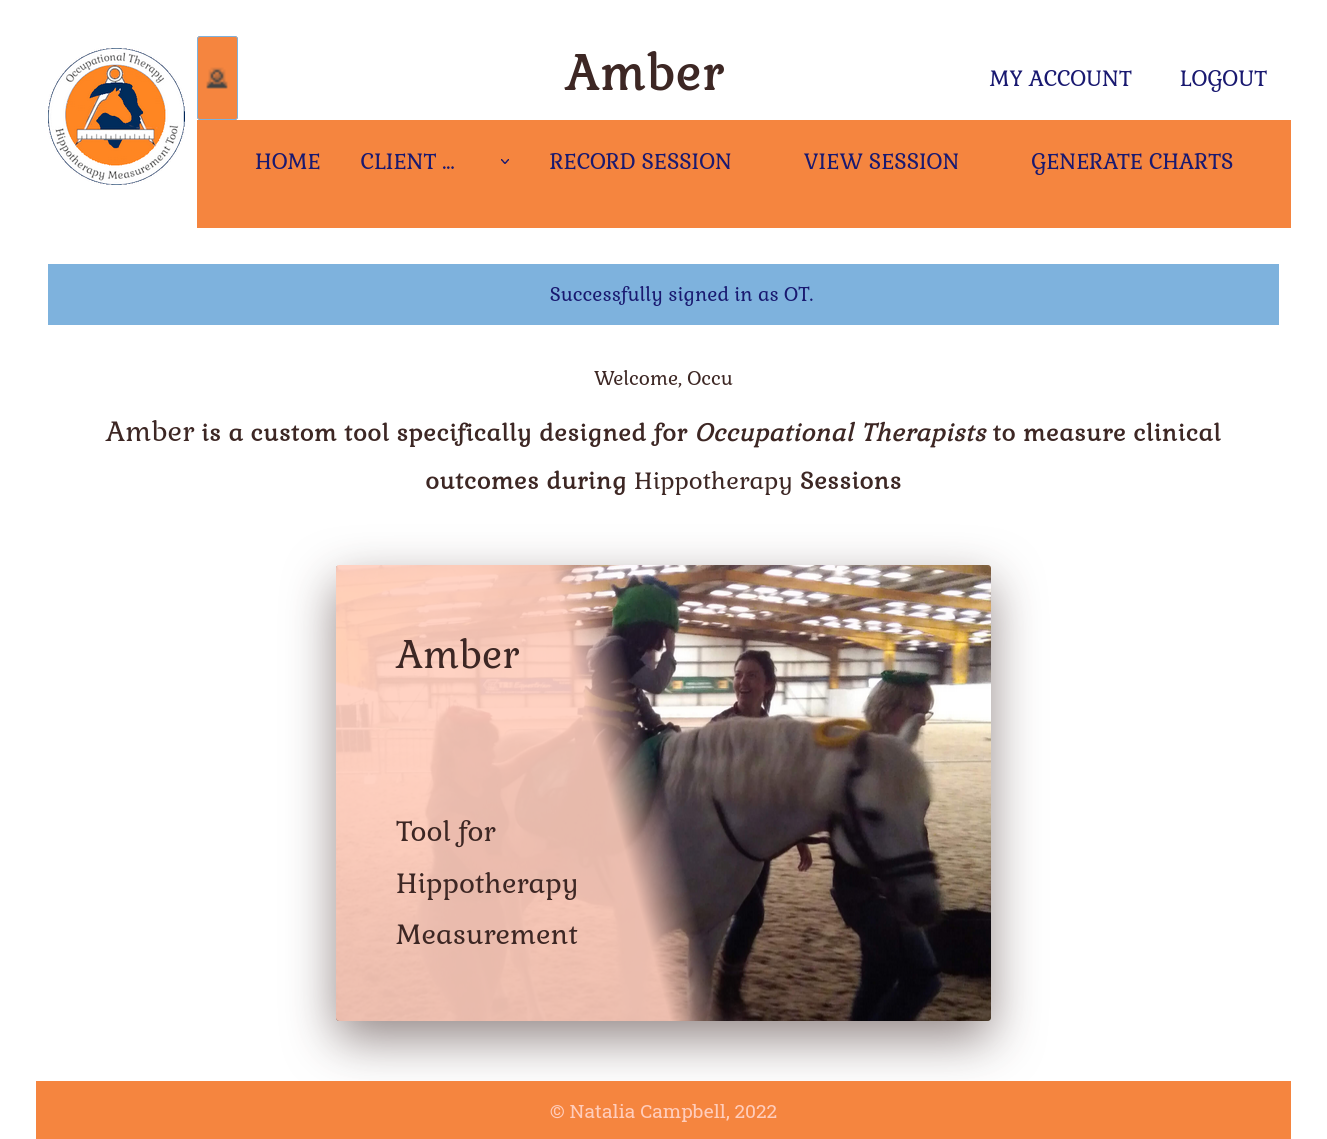 Occupational Therapy
Hippotherapy Measurement Tool
Amber
MY ACCOUNT
LOGOUT
HOME
CLIENT ...
RECORD SESSION
VIEW SESSION
GENERATE CHARTS
Successfully signed in as OT.
Welcome, Occu
Amber is a custom tool specifically designed for Occupational Therapists to measure clinical
outcomes during Hippotherapy Sessions
Amber
Tool for
Hippotherapy
Measurement
© Natalia Campbell, 2022